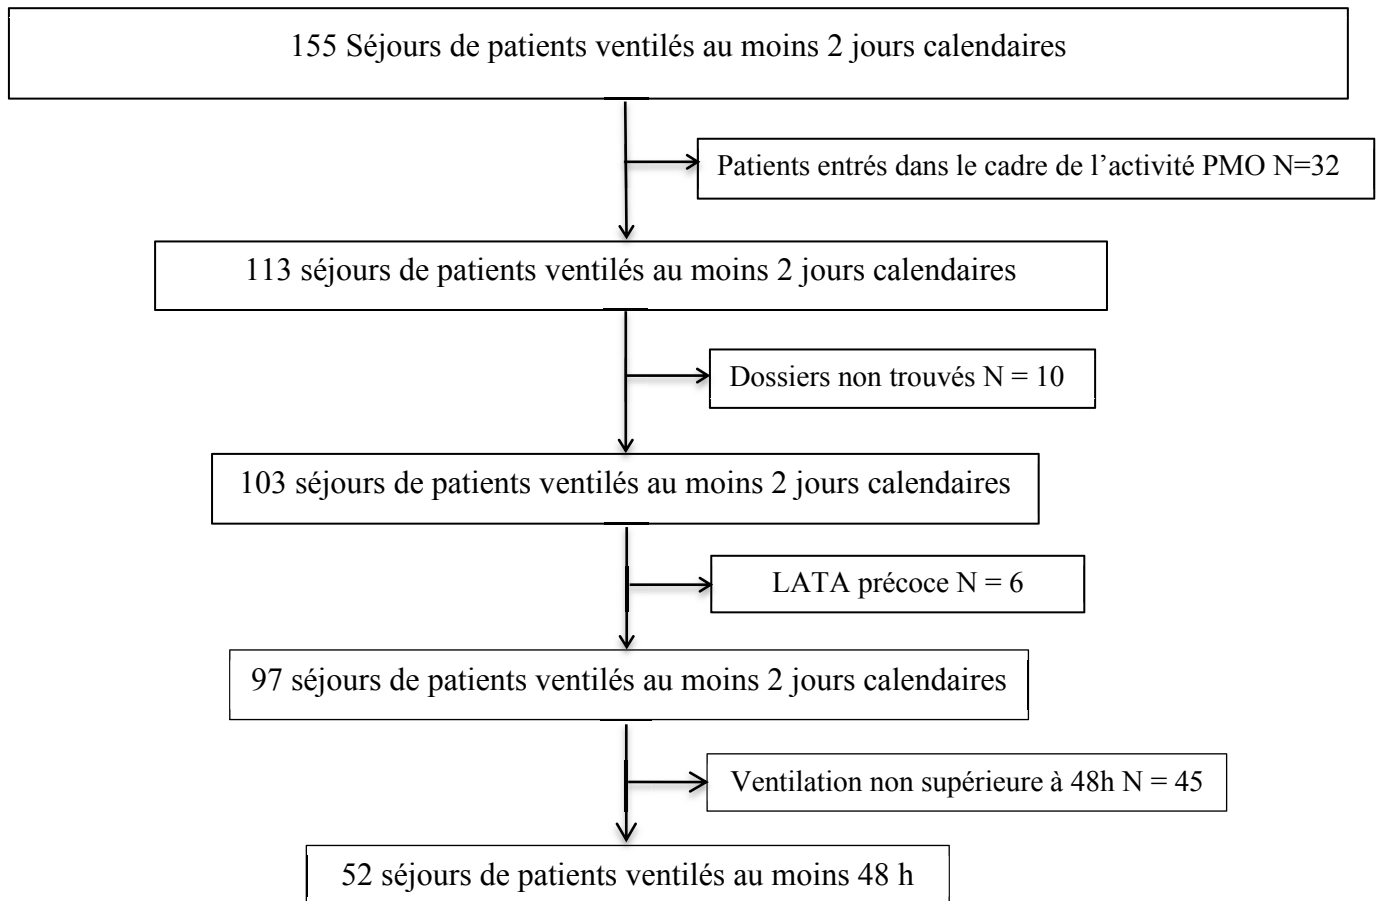 155 Séjours de patients ventilés au moins 2 jours calendaires
Patients entrés dans le cadre de l’activité PMO N=32
113 séjours de patients ventilés au moins 2 jours calendaires
Dossiers non trouvés N = 10
103 séjours de patients ventilés au moins 2 jours calendaires
LATA précoce N = 6
97 séjours de patients ventilés au moins 2 jours calendaires
Ventilation non supérieure à 48h N = 45
52 séjours de patients ventilés au moins 48 h